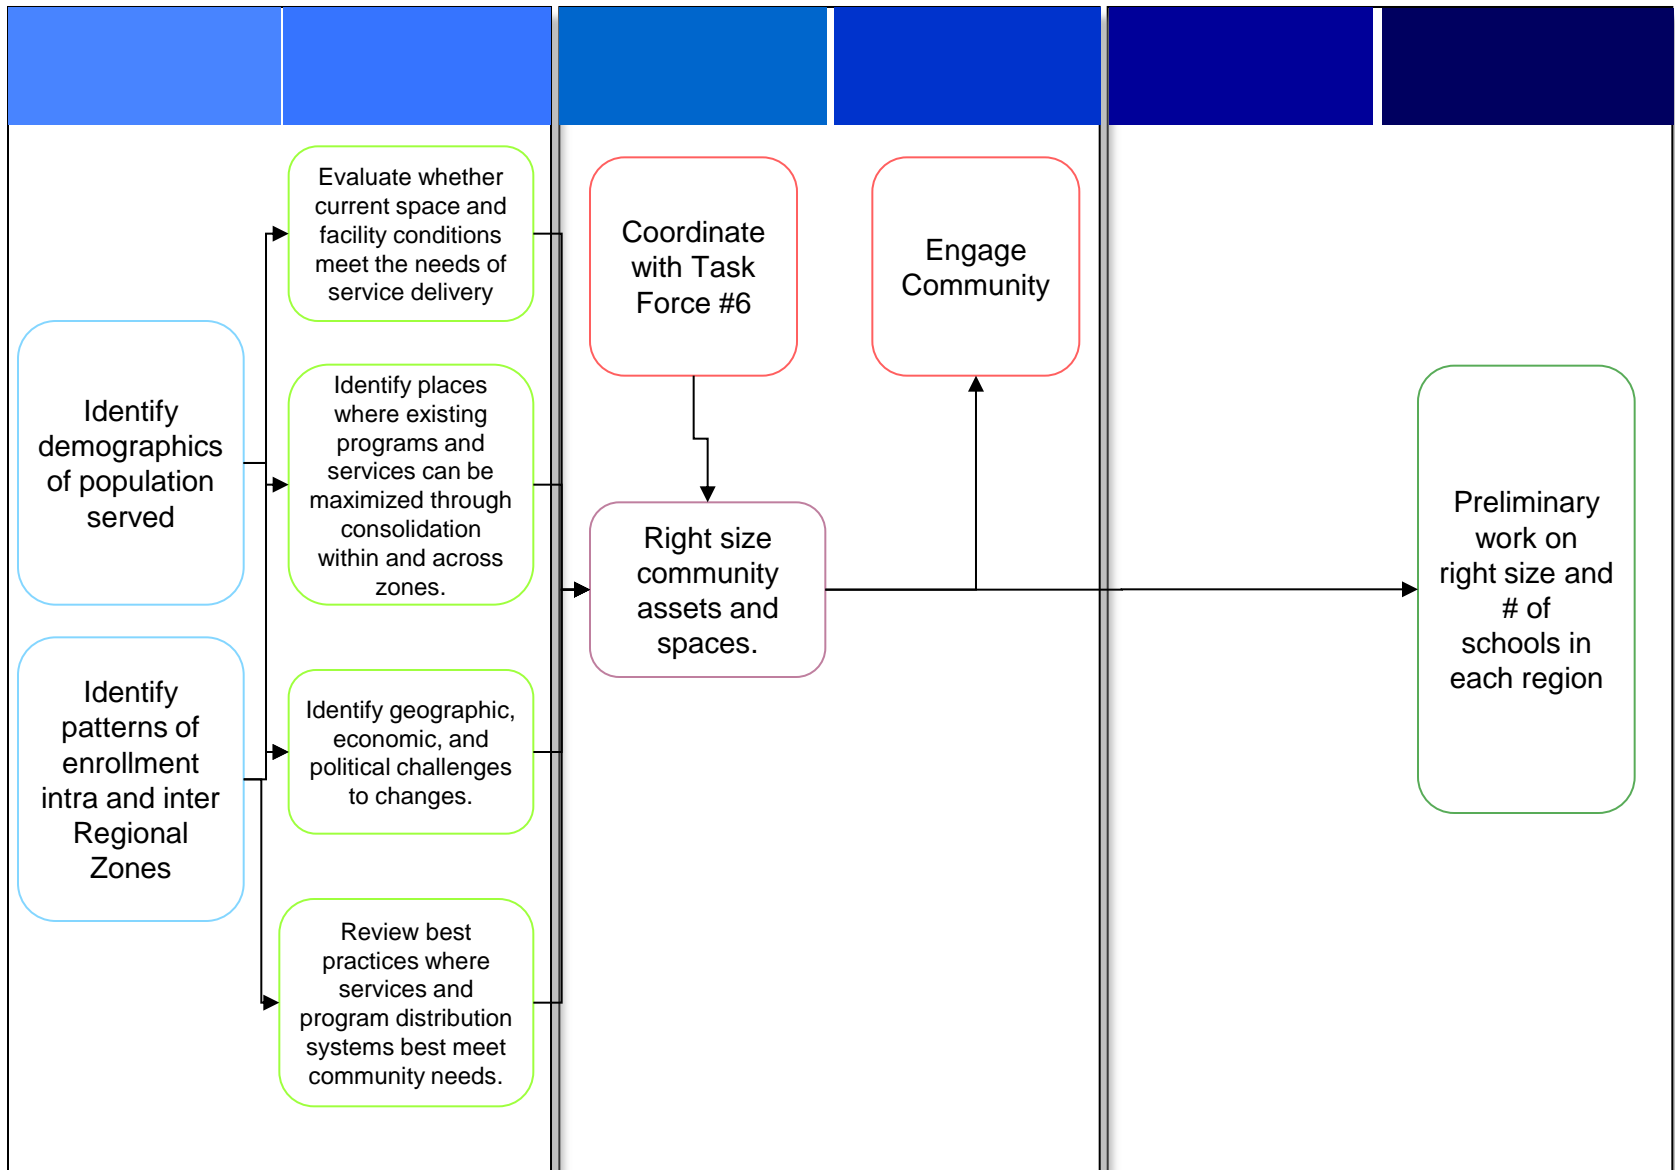 Identify
demographics
of population
served
Identify
patterns of
enrollment
intra and inter
Regional
Zones
Evaluate whether
current space and
facility conditions
meet the needs of
service delivery
Identify places
where existing
programs and
services can be
maximized through
consolidation
within and across
zones.
Identify geographic,
economic, and
political challenges
to changes.
Review best
practices where
services and
program distribution
systems best meet
community needs.
Coordinate
with Task
Force #6
Right size
community
assets and
spaces.
Engage
Community
Preliminary
work on
right size and
# of
schools in
each region